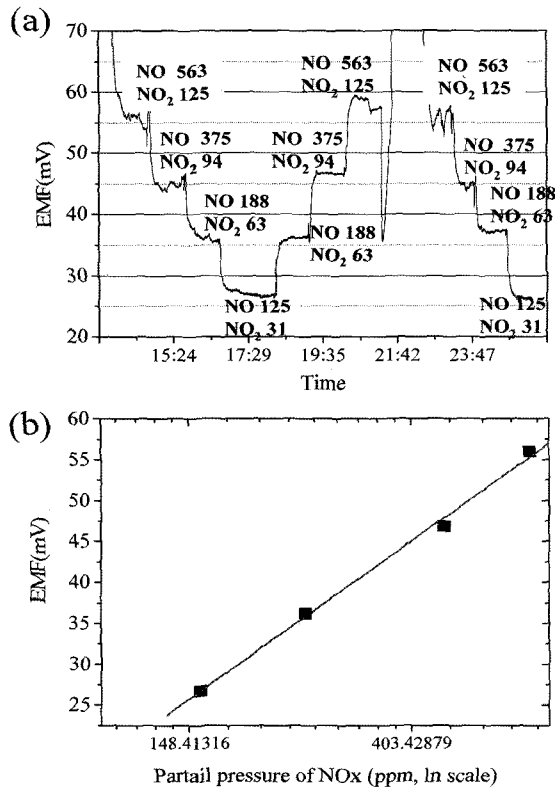 (a)
70
60
50
40
30
20
EMF(mV)
NO 563
NO₂ 125
NO 375
NO₂ 94
NO 188
NO₂ 63
NO 125
NO₂ 31
NO 188
NO₂ 63
NO 375
NO₂ 94
NO 563
NO₂ 125
NO 563
NO₂ 125
NO 375
NO₂ 94
NO 188
NO₂ 63
NO 125
NO₂ 31
15:24 17:29 19:35 21:42 23:47
Time
(b)
60
55
50
45
40
35
30
25
EMF(mV)
148.41316 403.42879
Partail pressure of NOx (ppm, ln scale)